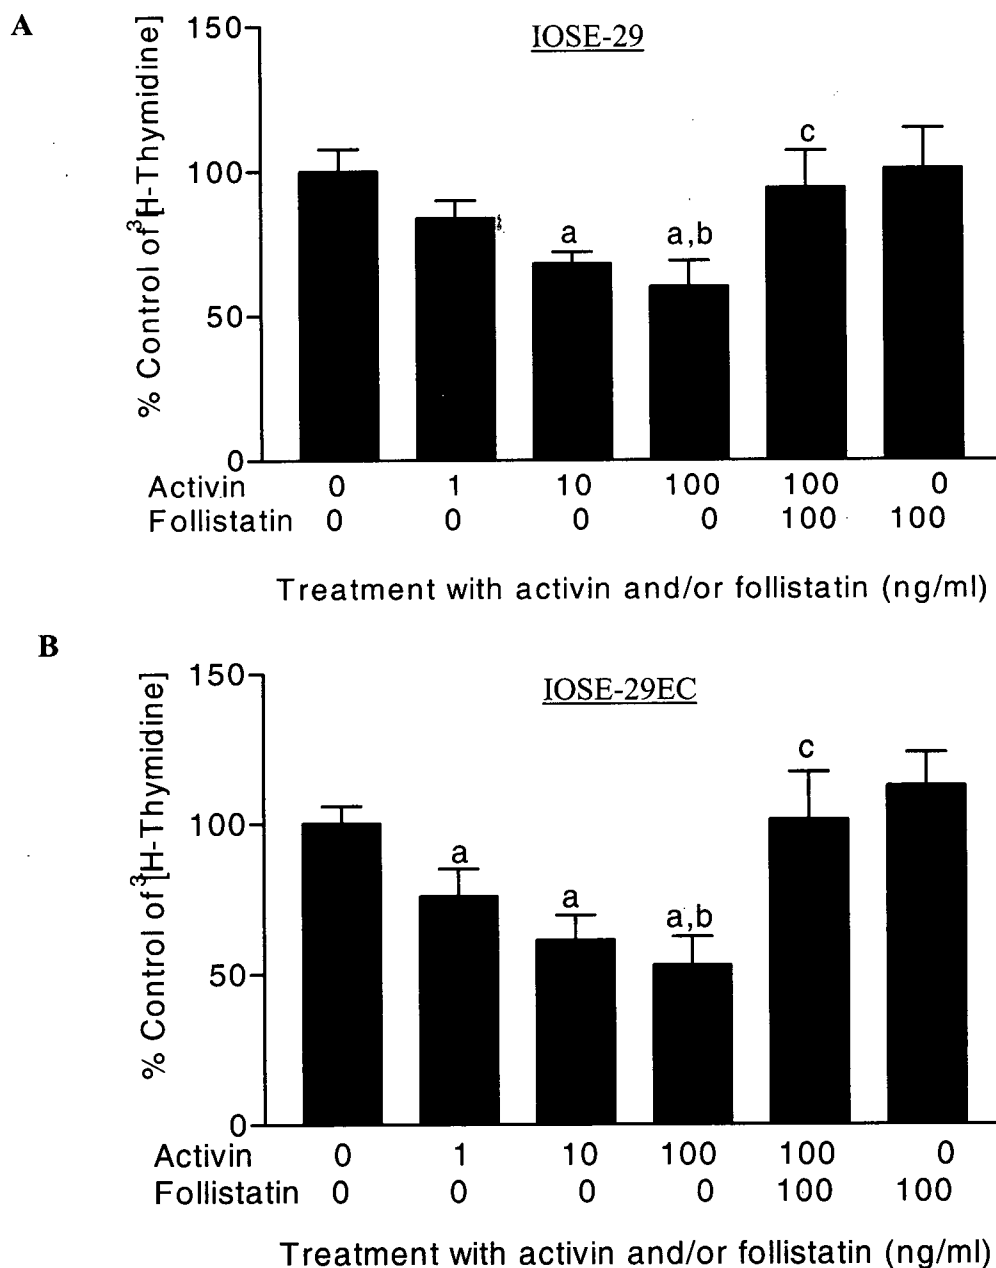 A
IOSE-29
% Control of ³[H-Thymidine]
150
100
50
0
a
a,b
c
Activin 0 1 10 100 100 0
Follistatin 0 0 0 0 100 100
Treatment with activin and/or follistatin (ng/ml)
B
IOSE-29EC
% Control of ³[H-Thymidine]
150
100
50
0
a
a
a,b
c
Activin 0 1 10 100 100 0
Follistatin 0 0 0 0 100 100
Treatment with activin and/or follistatin (ng/ml)